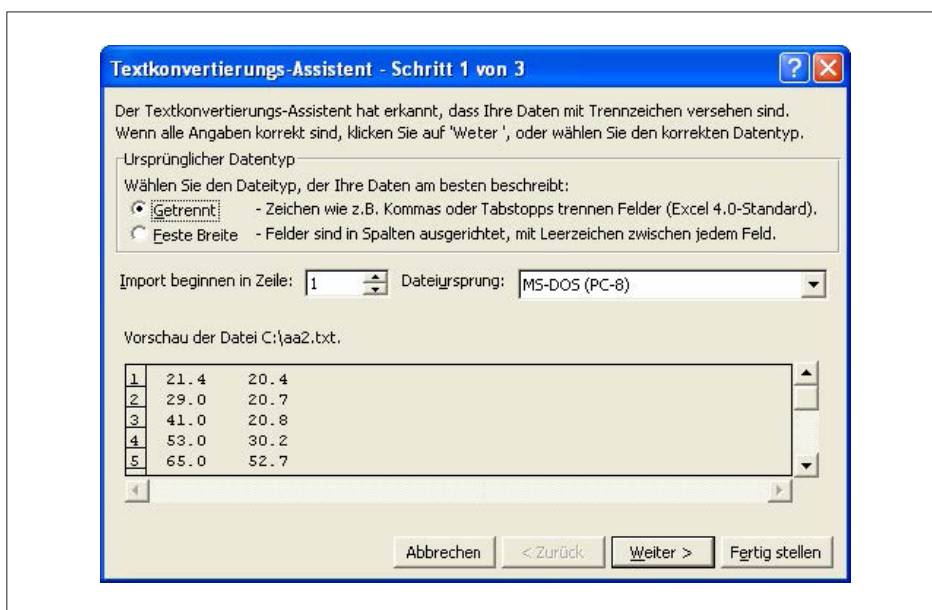 Textkonvertierungs-Assistent - Schritt 1 von 3
Der Textkonvertierungs-Assistent hat erkannt, dass Ihre Daten mit Trennzeichen versehen sind.
Wenn alle Angaben korrekt sind, klicken Sie auf 'Weter ', oder wählen Sie den korrekten Datentyp.
Ursprünglicher Datentyp
Wählen Sie den Dateityp, der Ihre Daten am besten beschreibt:
Getrennt - Zeichen wie z.B. Kommas oder Tabstopps trennen Felder (Excel 4.0-Standard).
Feste Breite - Felder sind in Spalten ausgerichtet, mit Leerzeichen zwischen jedem Feld.
Import beginnen in Zeile: 1 Dateiursprung: MS-DOS (PC-8)
Vorschau der Datei C:\aa2.txt.
1 21.4 20.4
2 29.0 20.7
3 41.0 20.8
4 53.0 30.2
5 65.0 52.7
Abbrechen < Zurück Weiter > Fertig stellen